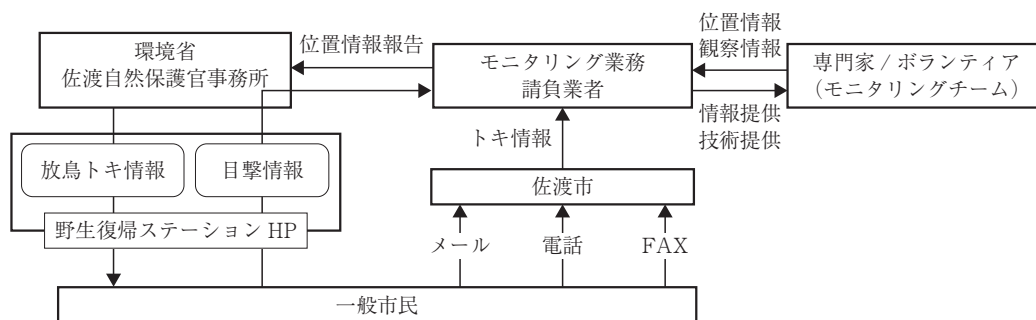 環境省
佐渡自然保護官事務所
位置情報報告
モニタリング業務
請負業者
位置情報
観察情報
専門家 / ボランティア
（モニタリングチーム）
情報提供
技術提供
トキ情報
放鳥トキ情報
目撃情報
佐渡市
野生復帰ステーション HP
メール
電話
FAX
一般市民